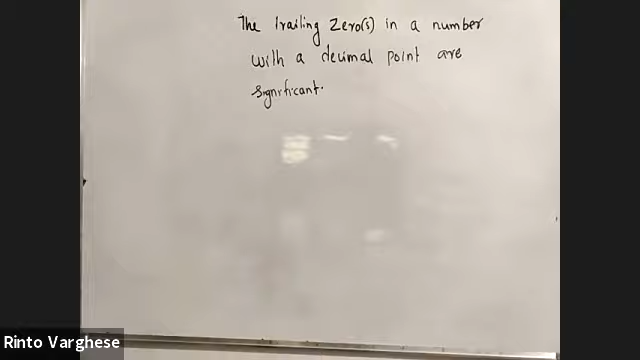 The trailing zero(s) in a number
with a decimal point are
significant.
Rinto Varghese